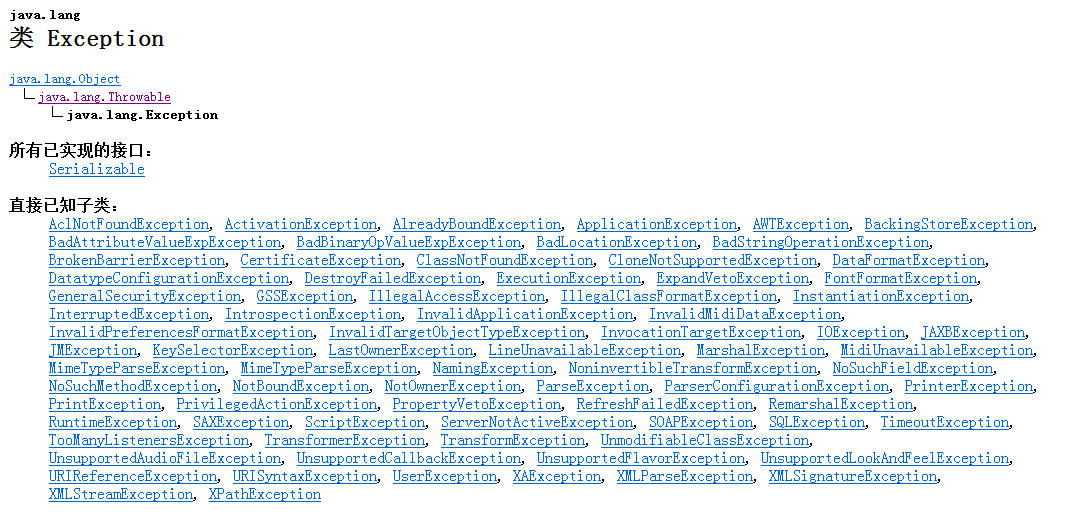 java.lang
类 Exception
java.lang.Object
java.lang.Throwable
java.lang.Exception
所有已实现的接口：
Serializable
直接已知子类：
AclNotFoundException, ActivationException, AlreadyBoundException, ApplicationException, AWTException, BackingStoreException,
BadAttributeValueExpException, BadBinaryOpValueExpException, BadLocationException, BadStringOperationException,
BrokenBarrierException, CertificateException, ClassNotFoundException, CloneNotSupportedException, DataFormatException,
DatatypeConfigurationException, DestroyFailedException, ExecutionException, ExpandVetoException, FontFormatException,
GeneralSecurityException, GSSException, IllegalAccessException, IllegalClassFormatException, InstantiationException,
InterruptedException, IntrospectionException, InvalidApplicationException, InvalidMidiDataException,
InvalidPreferencesFormatException, InvalidTargetObjectTypeException, InvocationTargetException, IOException, JAXBException,
JMException, KeySelectorException, LastOwnerException, LineUnavailableException, MarshalException, MidiUnavailableException,
MimeTypeParseException, MimeTypeParseException, NamingException, NoninvertibleTransformException, NoSuchFieldException,
NoSuchMethodException, NotBoundException, NotOwnerException, ParseException, ParserConfigurationException, PrinterException,
PrintException, PrivilegedActionException, PropertyVetoException, RefreshFailedException, RemarshalException,
RuntimeException, SAXException, ScriptException, ServerNotActiveException, SOAPException, SQLException, TimeoutException,
TooManyListenersException, TransformerException, TransformException, UnmodifiableClassException,
UnsupportedAudioFileException, UnsupportedCallbackException, UnsupportedFlavorException, UnsupportedLookAndFeelException,
URIReferenceException, URISyntaxException, UserException, XAException, XMLParseException, XMLSignatureException,
XMLStreamException, XPathException